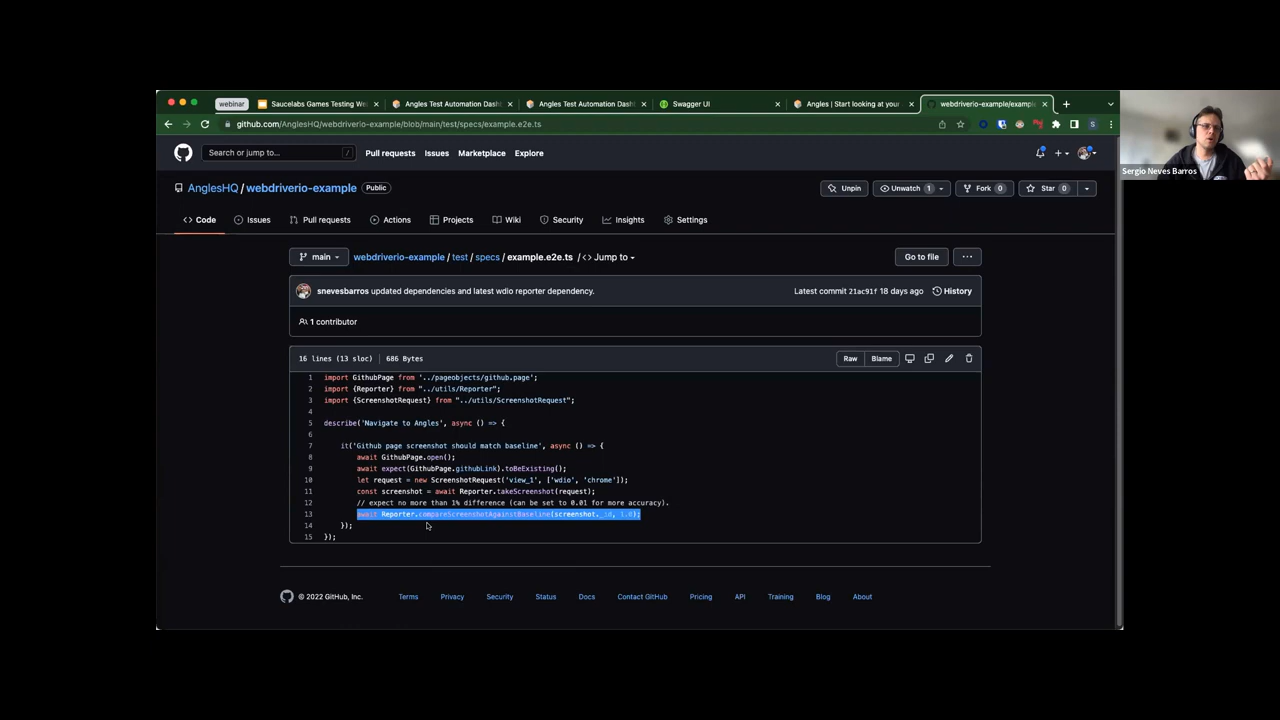 webinar
Saucelabs Games Testing We
Angles Test Automation Dash
Angles Test Automation Dash
Swagger UI
Angles | Start looking at your
webdriverio-example/example
github.com/AnglesHQ/webdriverio-example/blob/main/test/specs/example.e2e.ts
S
Search or jump to...
/
Pull requests
Issues
Marketplace
Explore
Sergio Neves Barros
AnglesHQ / webdriverio-example
Public
Unpin
Unwatch 1
Fork 0
Star 0
Code
Issues
Pull requests
Actions
Projects
Wiki
Security
Insights
Settings
main
webdriverio-example / test / specs / example.e2e.ts / <> Jump to
Go to file
...
snevesbarros updated dependencies and latest wdio reporter dependency.
Latest commit 21ac91f 18 days ago
History
1 contributor
16 lines (13 sloc) | 686 Bytes
Raw
Blame
1 import GithubPage from '../pageobjects/github.page';
2 import {Reporter} from "../utils/Reporter";
3 import {ScreenshotRequest} from "../utils/ScreenshotRequest";
4
5 describe('Navigate to Angles', async () => {
6
7 it('Github page screenshot should match baseline', async () => {
8 await GithubPage.open();
9 await expect(GithubPage.githubLink).toBeExisting();
10 let request = new ScreenshotRequest('view_1', ['wdio', 'chrome']);
11 const screenshot = await Reporter.takeScreenshot(request);
12 // expect no more than 1% difference (can be set to 0.01 for more accuracy).
13 await Reporter.compareScreenshotAgainstBaseline(screenshot._id, 1.0);
14 });
15 });
© 2022 GitHub, Inc.
Terms
Privacy
Security
Status
Docs
Contact GitHub
Pricing
API
Training
Blog
About